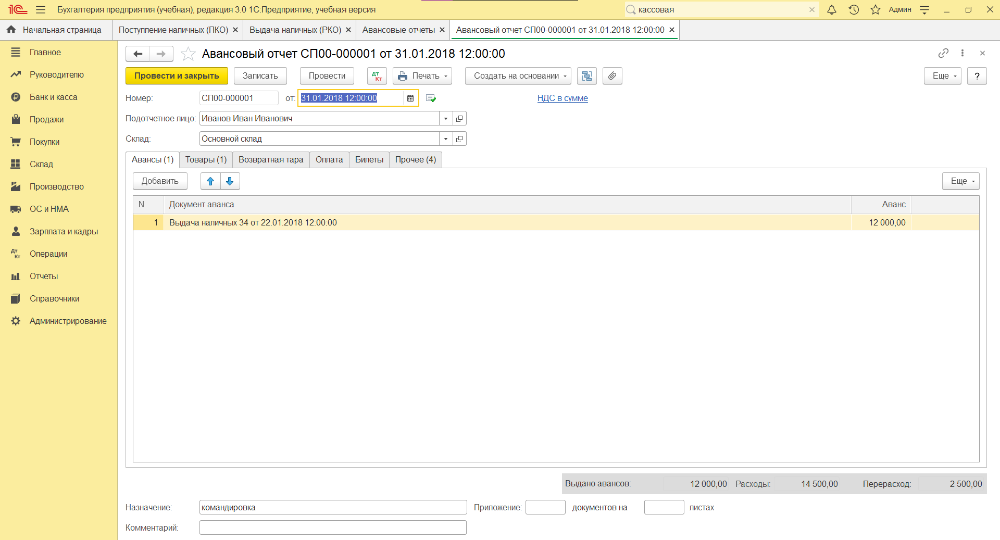 Бухгалтерия предприятия (учебная), редакция 3.0 1С:Предприятие, учебная версия
кассовая
Админ
Начальная страница
Поступление наличных (ПКО)
Выдача наличных (РКО)
Авансовые отчеты
Авансовый отчет СП00-000001 от 31.01.2018 12:00:00
Главное
Руководителю
Банк и касса
Продажи
Покупки
Склад
Производство
ОС и НМА
Зарплата и кадры
Операции
Отчеты
Справочники
Администрирование
Авансовый отчет СП00-000001 от 31.01.2018 12:00:00
Провести и закрыть
Записать
Провести
Дт Кт
Печать
Создать на основании
Еще
?
Номер: СП00-000001 от: 31.01.2018 12:00:00
НДС в сумме
Подотчетное лицо: Иванов Иван Иванович
Склад: Основной склад
Авансы (1)
Товары (1)
Возвратная тара
Оплата
Билеты
Прочее (4)
Добавить
Еще
N Документ аванса Аванс
1 Выдача наличных 34 от 22.01.2018 12:00:00 12 000,00
Выдано авансов: 12 000,00 Расходы: 14 500,00 Перерасход: 2 500,00
Назначение: командировка Приложение: документов на листах
Комментарий: